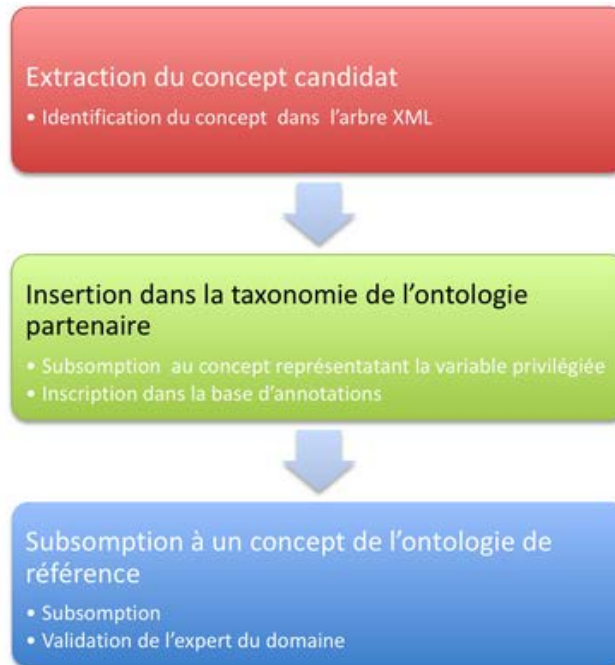 Extraction du concept candidat
• Identification du concept dans l'arbre XML
Insertion dans la taxonomie de l'ontologie
partenaire
• Subsomption au concept représentatant la variable privilégiée
• Inscription dans la base d'annotations
Subsomption à un concept de l'ontologie de
référence
• Subsomption
• Validation de l'expert du domaine